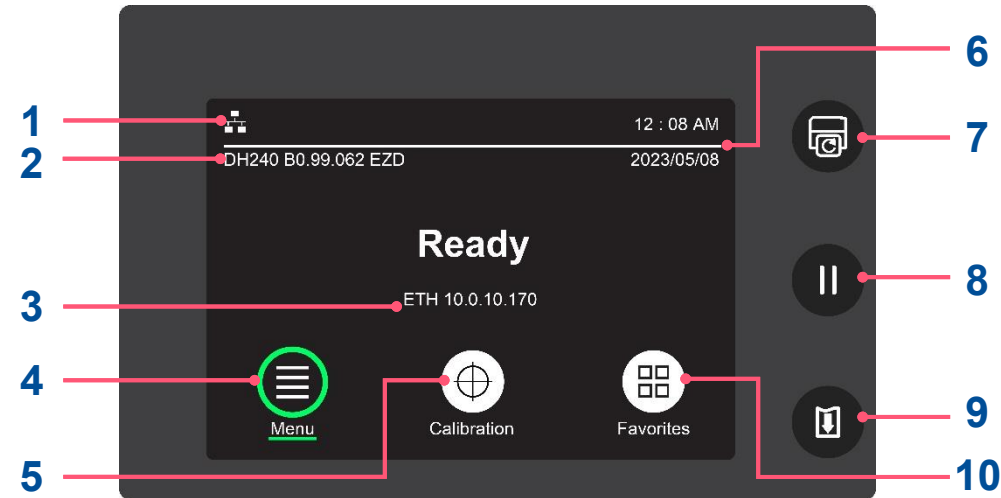 6
1
12 : 08 AM
7
2
DH240 B0.99.062 EZD
2023/05/08
Ready
8
3
ETH 10.0.10.170
4
9
Menu
Calibration
Favorites
5
10